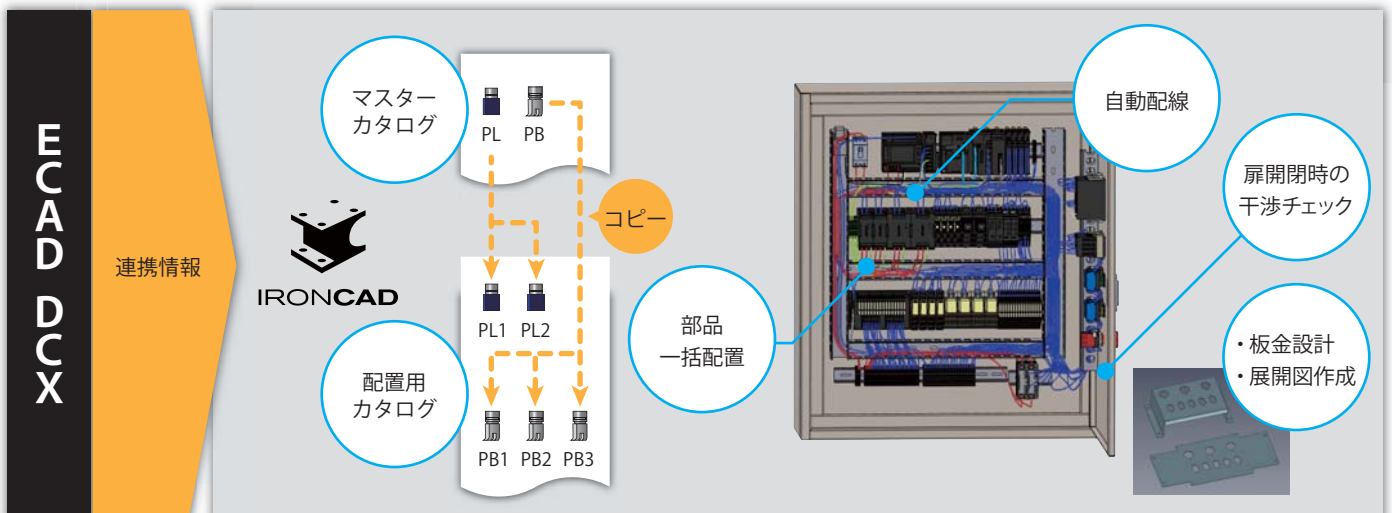 ECAD DCX
連携情報
IRONCAD
マスター
カタログ
PL PB
コピー
PL1 PL2
配置用
カタログ
PB1 PB2 PB3
自動配線
扉開閉時の
干渉チェック
部品
一括配置
・板金設計
・展開図作成